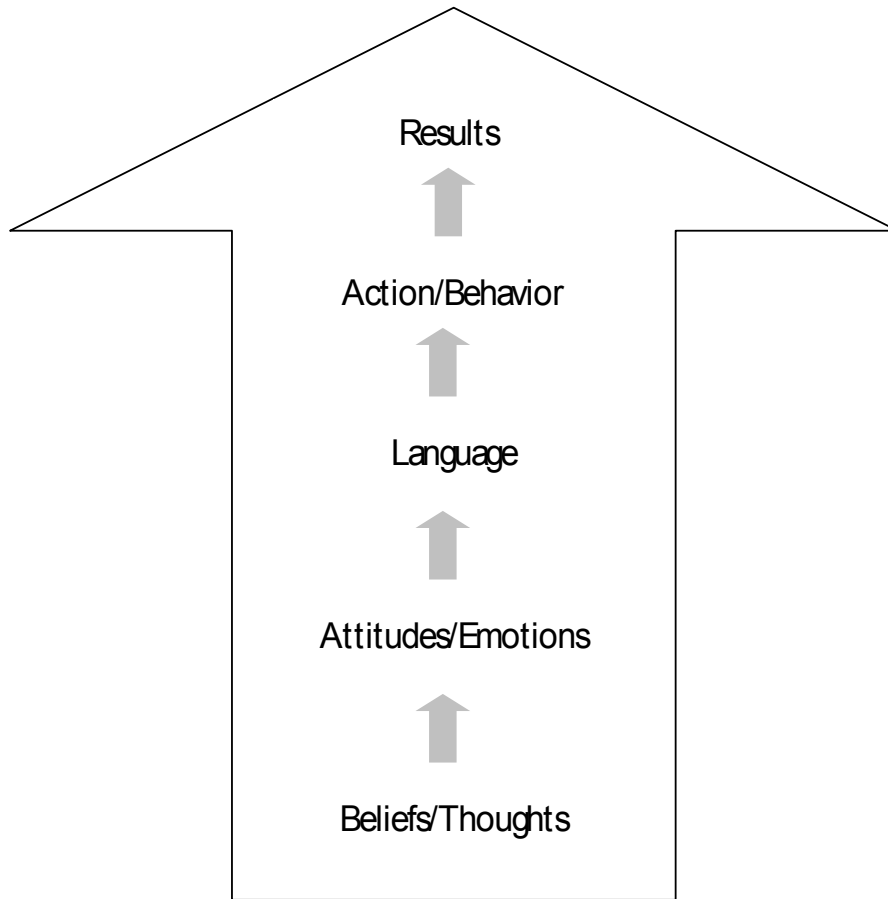 Results
Action/Behavior
Language
Attitudes/Emotions
Beliefs/Thoughts